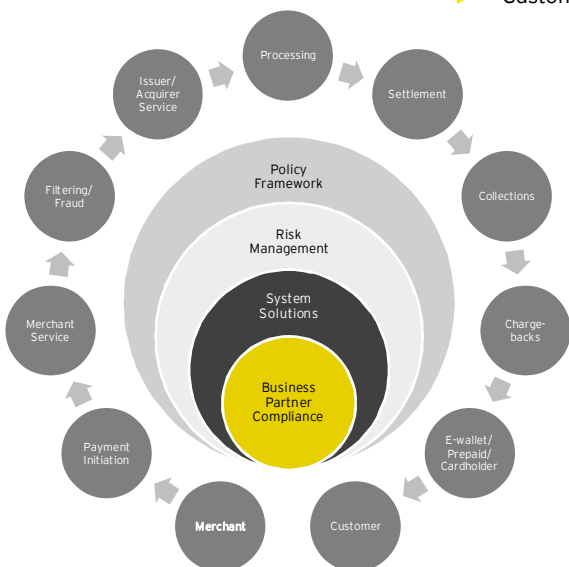 Custom
Processing
Issuer/
Acquirer
Service
Settlement
Policy
Framework
Filtering/
Fraud
Collections
Risk
Management
System
Solutions
Merchant
Service
Charge-
backs
Business
Partner
Compliance
Payment
Initiation
E-wallet/
Prepaid/
Cardholder
Merchant
Customer